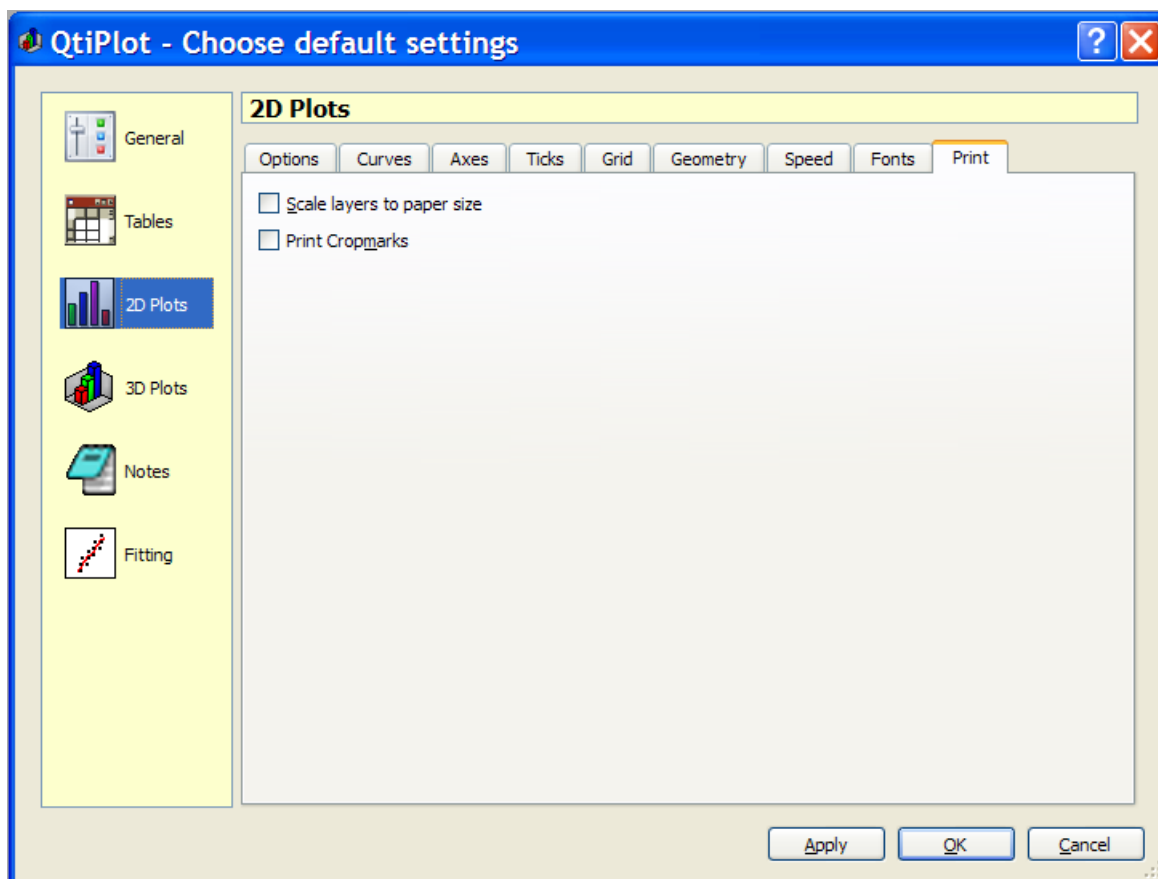 QtiPlot - Choose default settings
General
Tables
2D Plots
3D Plots
Notes
Fitting
2D Plots
Options Curves Axes Ticks Grid Geometry Speed Fonts Print
Scale layers to paper size
Print Cropmarks
Apply OK Cancel